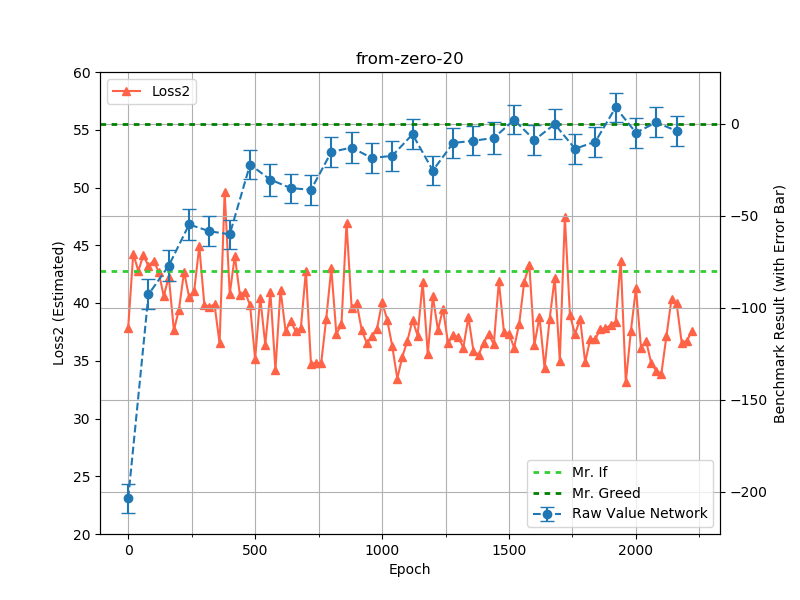 from-zero-20
Loss2
60
55
50
45
40
35
30
25
20
Loss2 (Estimated)
0
−50
−100
−150
−200
Benchmark Result (with Error Bar)
Mr. If
Mr. Greed
Raw Value Network
0
500
1000
1500
2000
Epoch